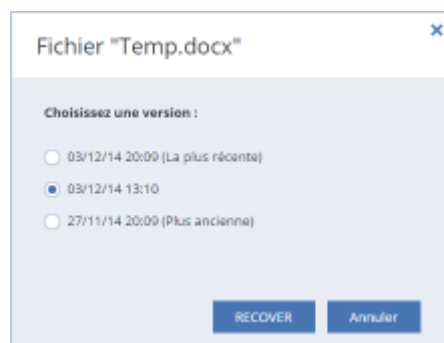 Fichier "Temp.docx"
Choisissez une version :
03/12/14 20:09 (La plus récente)
03/12/14 13:10
27/11/14 20:09 (Plus ancienne)
RECOVER Annuler